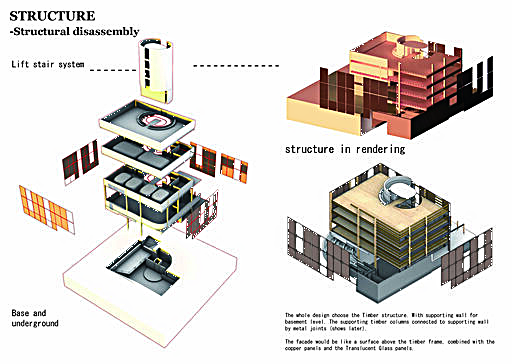 STRUCTURE
-Structural disassembly
Lift stair system
structure in rendering
Base and
underground
The whole design choose the Timber structure. With supporting wall for
basement level. The supporting timber columns connected to supporting wall
by metal joints (shows later).
The facade would be like a surface above the timber frame, combined with the
copper panels and the Translucent Glass panels.